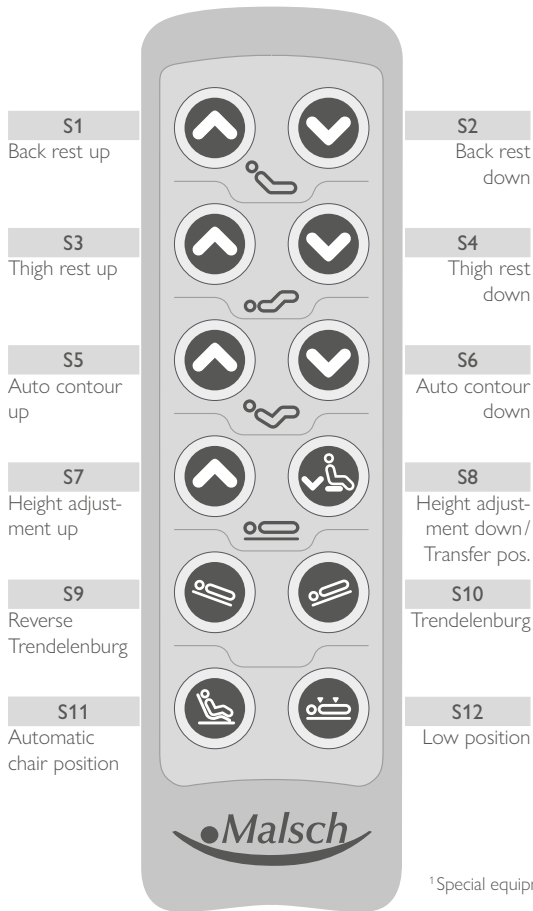 S1
Back rest up
S2
Back rest
down
S3
Thigh rest up
S4
Thigh rest
down
S5
Auto contour
up
S6
Auto contour
down
S7
Height adjust-
ment up
S8
Height adjust-
ment down/
Transfer pos.
S9
Reverse
Trendelenburg
S10
Trendelenburg
S11
Automatic
chair position
S12
Low position
Malsch
¹ Special